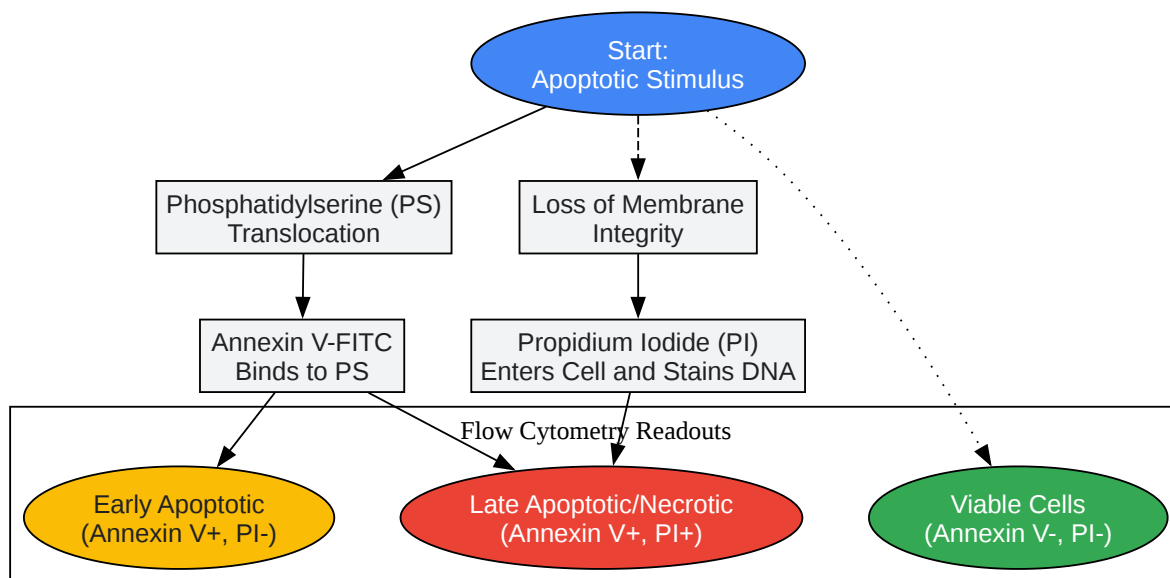 Start:
Apoptotic Stimulus
Phosphatidylserine (PS)
Translocation
Loss of Membrane
Integrity
Annexin V-FITC
Binds to PS
Propidium Iodide (PI)
Enters Cell and Stains DNA
Flow Cytometry Readouts
Early Apoptotic
(Annexin V+, PI-)
Late Apoptotic/Necrotic
(Annexin V+, PI+)
Viable Cells
(Annexin V-, PI-)